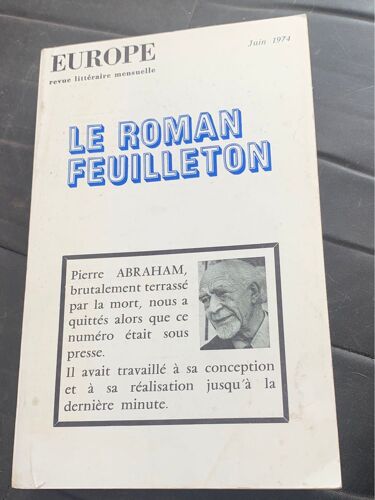 EUROPE
revue littéraire mensuelle
Juin 1974
LE ROMAN
FEUILLETON
Pierre ABRAHAM,
brutalement terrassé
par la mort, nous a
quittés alors que ce
numéro était sous
presse.
Il avait travaillé à sa conception
et à sa réalisation jusqu'à la
dernière minute.